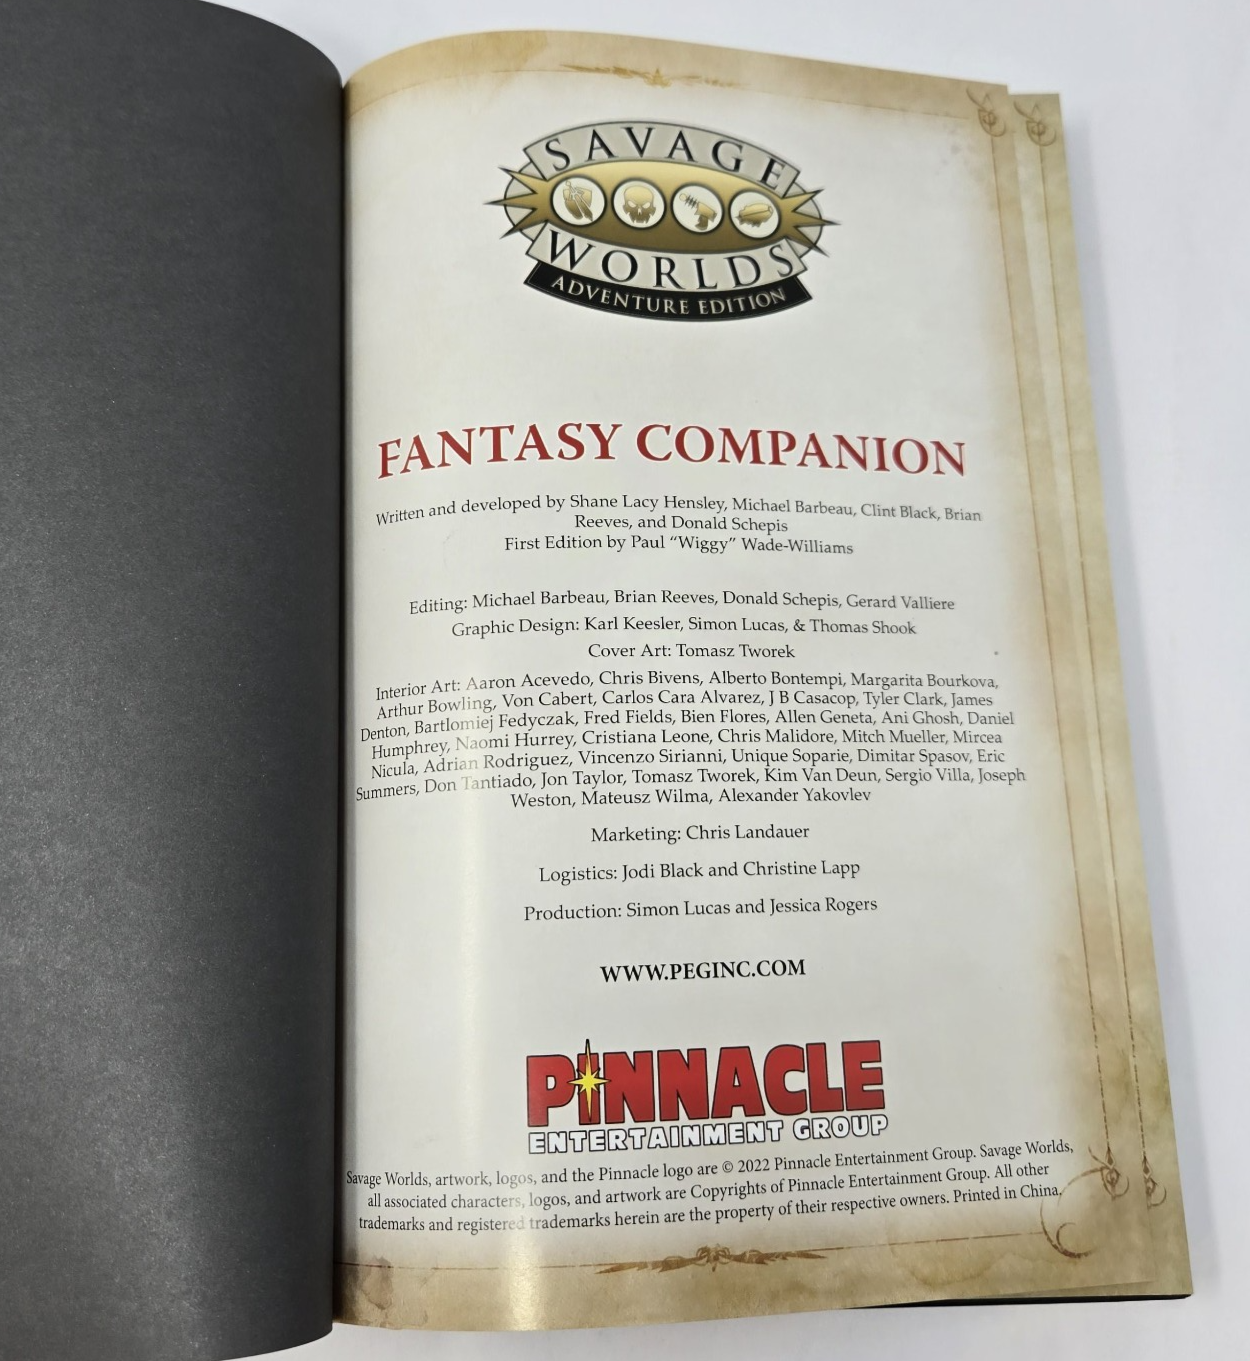 SAVAGE
WORLDS
ADVENTURE EDITION
FANTASY COMPANION
Written and developed by Shane Lacy Hensley, Michael Barbeau, Clint Black, Brian
Reeves, and Donald Schepis
First Edition by Paul “Wiggy” Wade-Williams
Editing: Michael Barbeau, Brian Reeves, Donald Schepis, Gerard Valliere
Graphic Design: Karl Keesler, Simon Lucas, & Thomas Shook
Cover Art: Tomasz Tworek
Interior Art: Aaron Acevedo, Chris Bivens, Alberto Bontempi, Margarita Bourkova,
Arthur Bowling, Von Cabert, Carlos Cara Alvarez, J B Casacop, Tyler Clark, James
Denton, Bartlomiej Fedyczak, Fred Fields, Bien Flores, Allen Geneta, Ani Ghosh, Daniel
Humphrey, Naomi Hurrey, Cristiana Leone, Chris Malidore, Mitch Mueller, Mircea
Nicula, Adrian Rodriguez, Vincenzo Sirianni, Unique Soparie, Dimitar Spasov, Eric
Summers, Don Tantiado, Jon Taylor, Tomasz Tworek, Kim Van Deun, Sergio Villa, Joseph
Weston, Mateusz Wilma, Alexander Yakovlev
Marketing: Chris Landauer
Logistics: Jodi Black and Christine Lapp
Production: Simon Lucas and Jessica Rogers
WWW.PEGINC.COM
PINNACLE
ENTERTAINMENT GROUP
Savage Worlds, artwork, logos, and the Pinnacle logo are © 2022 Pinnacle Entertainment Group. Savage Worlds,
all associated characters, logos, and artwork are Copyrights of Pinnacle Entertainment Group. All other
trademarks and registered trademarks herein are the property of their respective owners. Printed in China.